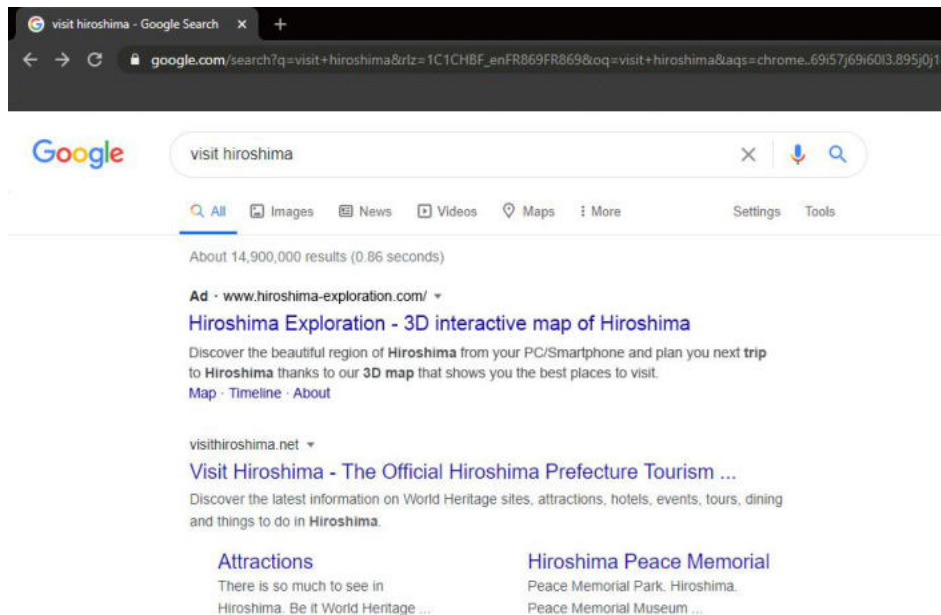 visit hiroshima - Google Search
google.com/search?q=visit+hiroshima&rlz=1C1CHBF_enFR869FR869&oq=visit+hiroshima&aqs=chrome..69i57j69i60l3.895j0j1
Google
visit hiroshima
All Images News Videos Maps More Settings Tools
About 14,900,000 results (0.86 seconds)
Ad · www.hiroshima-exploration.com/
Hiroshima Exploration - 3D interactive map of Hiroshima
Discover the beautiful region of Hiroshima from your PC/Smartphone and plan you next trip
to Hiroshima thanks to our 3D map that shows you the best places to visit.
Map · Timeline · About
visithiroshima.net
Visit Hiroshima - The Official Hiroshima Prefecture Tourism ...
Discover the latest information on World Heritage sites, attractions, hotels, events, tours, dining
and things to do in Hiroshima.
Attractions
There is so much to see in
Hiroshima. Be it World Heritage ...
Hiroshima Peace Memorial
Peace Memorial Park. Hiroshima.
Peace Memorial Museum ...